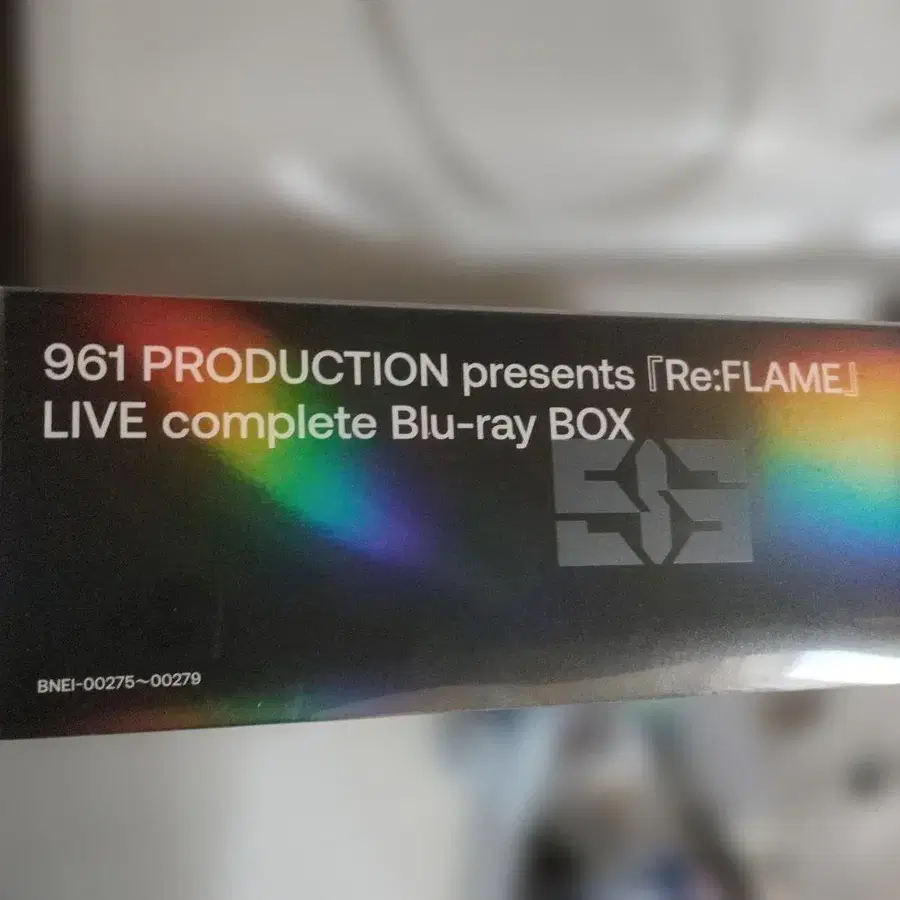 961 PRODUCTION presents『Re:FLAME』
LIVE complete Blu-ray BOX
BNEI-00275～00279